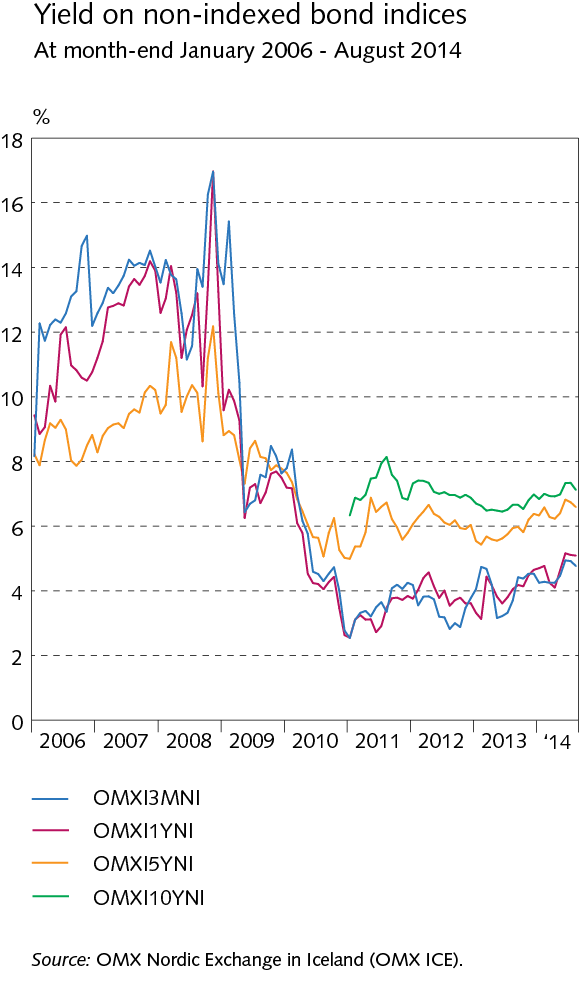 Yield on non-indexed bond indices
At month-end January 2006 - August 2014
%
18
16
14
12
10
8
6
4
2
0
2006 2007 2008 2009 2010 2011 2012 2013 '14
OMXI3MNI
OMXI1YNI
OMXI5YNI
OMXI10YNI
Source: OMX Nordic Exchange in Iceland (OMX ICE).